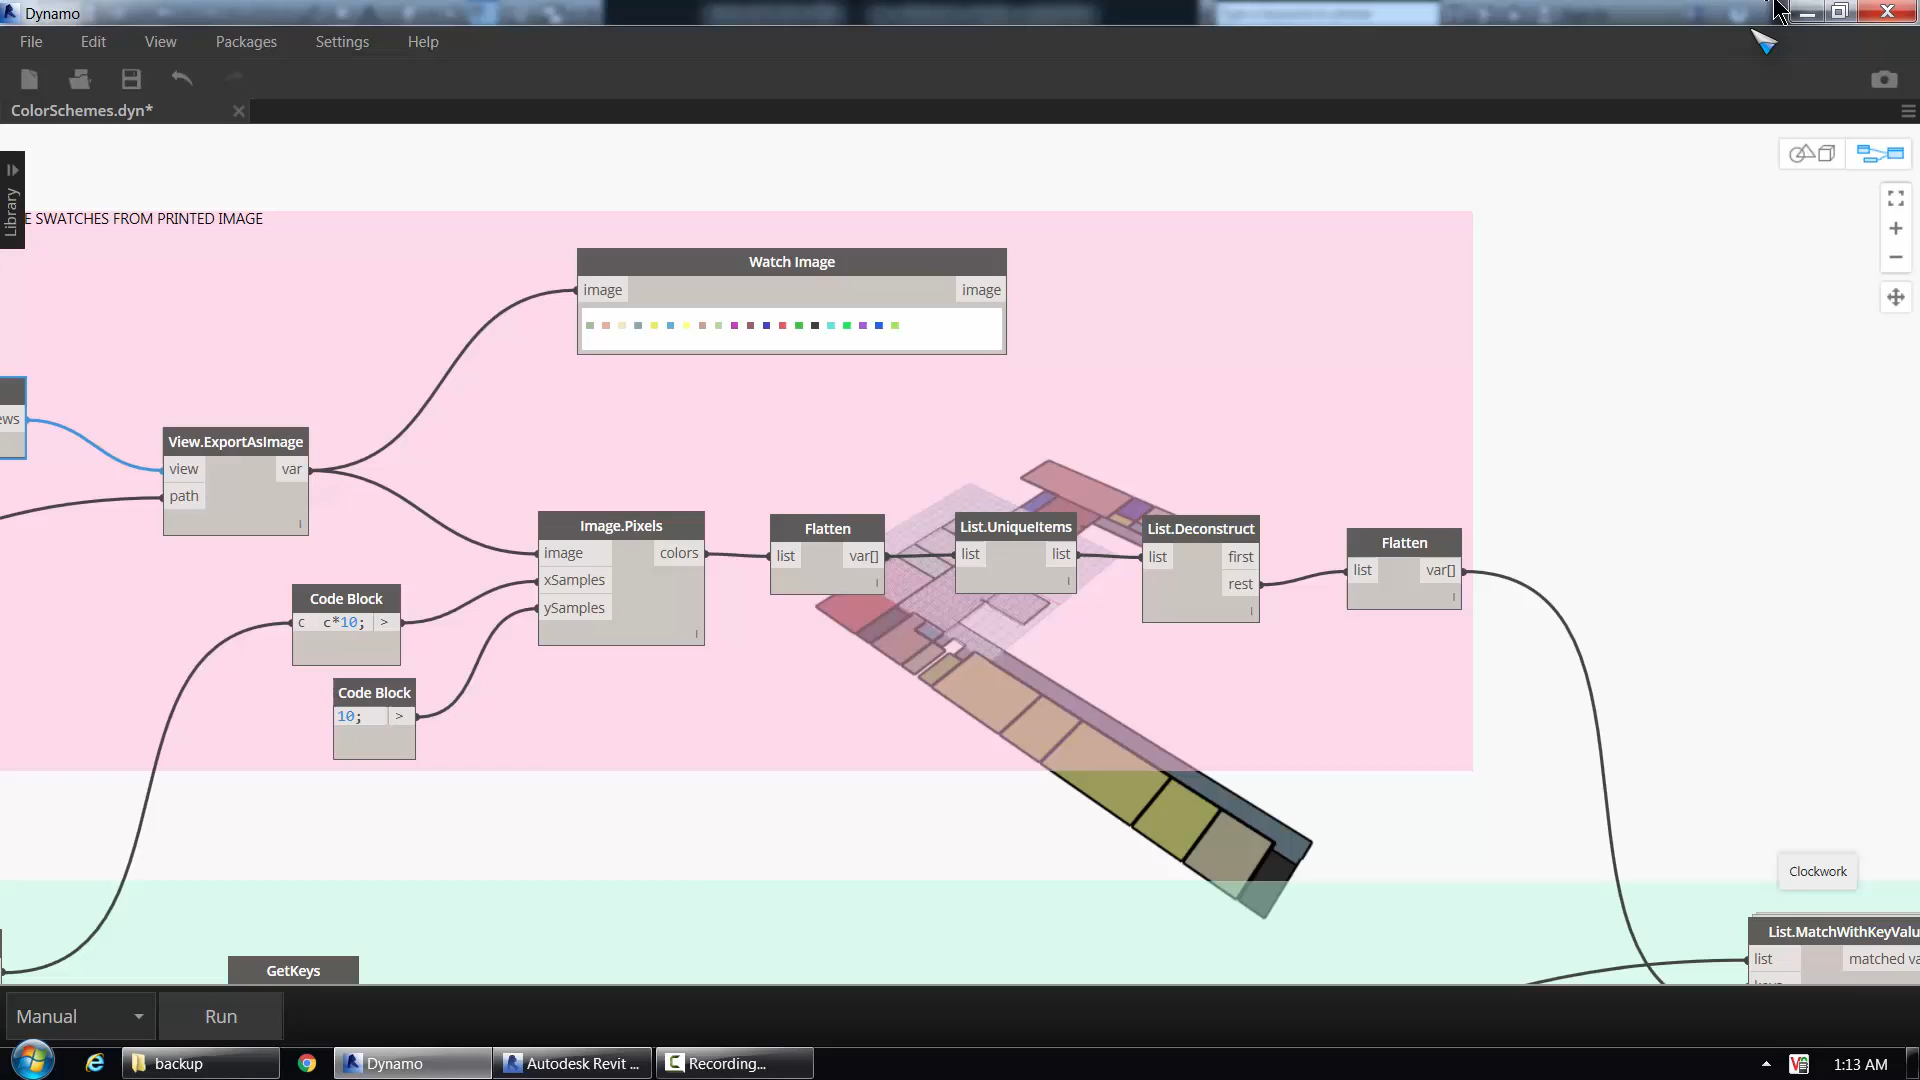 Dynamo
File Edit View Packages Settings Help
ColorSchemes.dyn*
Library
E SWATCHES FROM PRINTED IMAGE
Watch Image
image image
ews
View.ExportAsImage
view var
path
Image.Pixels
image colors
xSamples
ySamples
Flatten
list var[]
List.UniqueItems
list list
List.Deconstruct
list first
rest
Flatten
list var[]
Code Block
c c*10; >
Code Block
10; >
Clockwork
List.MatchWithKeyValu
list matched va
GetKeys
Manual Run
backup Dynamo Autodesk Revit ... Recording... 1:13 AM